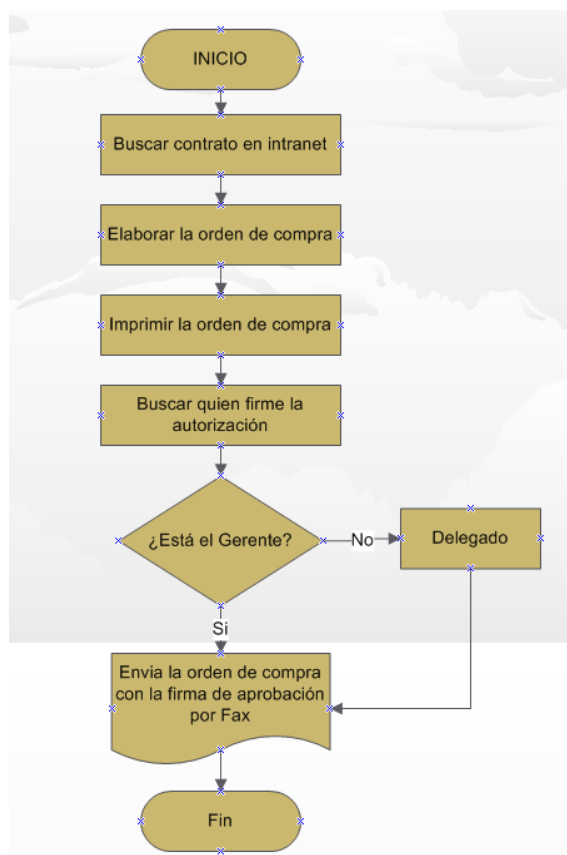 INICIO
Buscar contrato en intranet
Elaborar la orden de compra
Imprimir la orden de compra
Buscar quien firme la
autorización
¿Está el Gerente?
No
Delegado
Si
Envia la orden de compra
con la firma de aprobación
por Fax
Fin